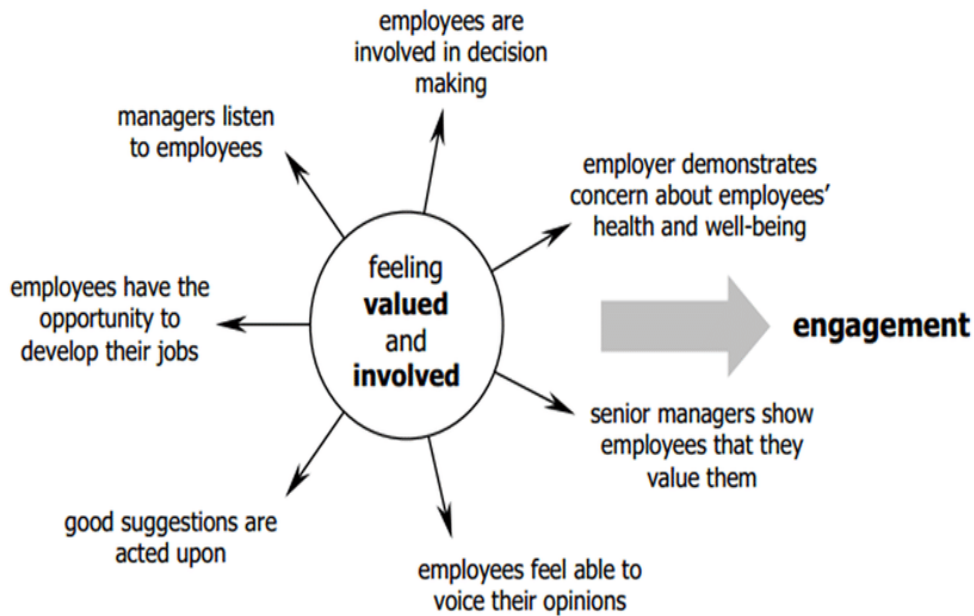 employees are
involved in decision
making
managers listen
to employees
employer demonstrates
concern about employees’
health and well-being
feeling
valued
and
involved
employees have the
opportunity to
develop their jobs
engagement
senior managers show
employees that they
value them
good suggestions are
acted upon
employees feel able to
voice their opinions